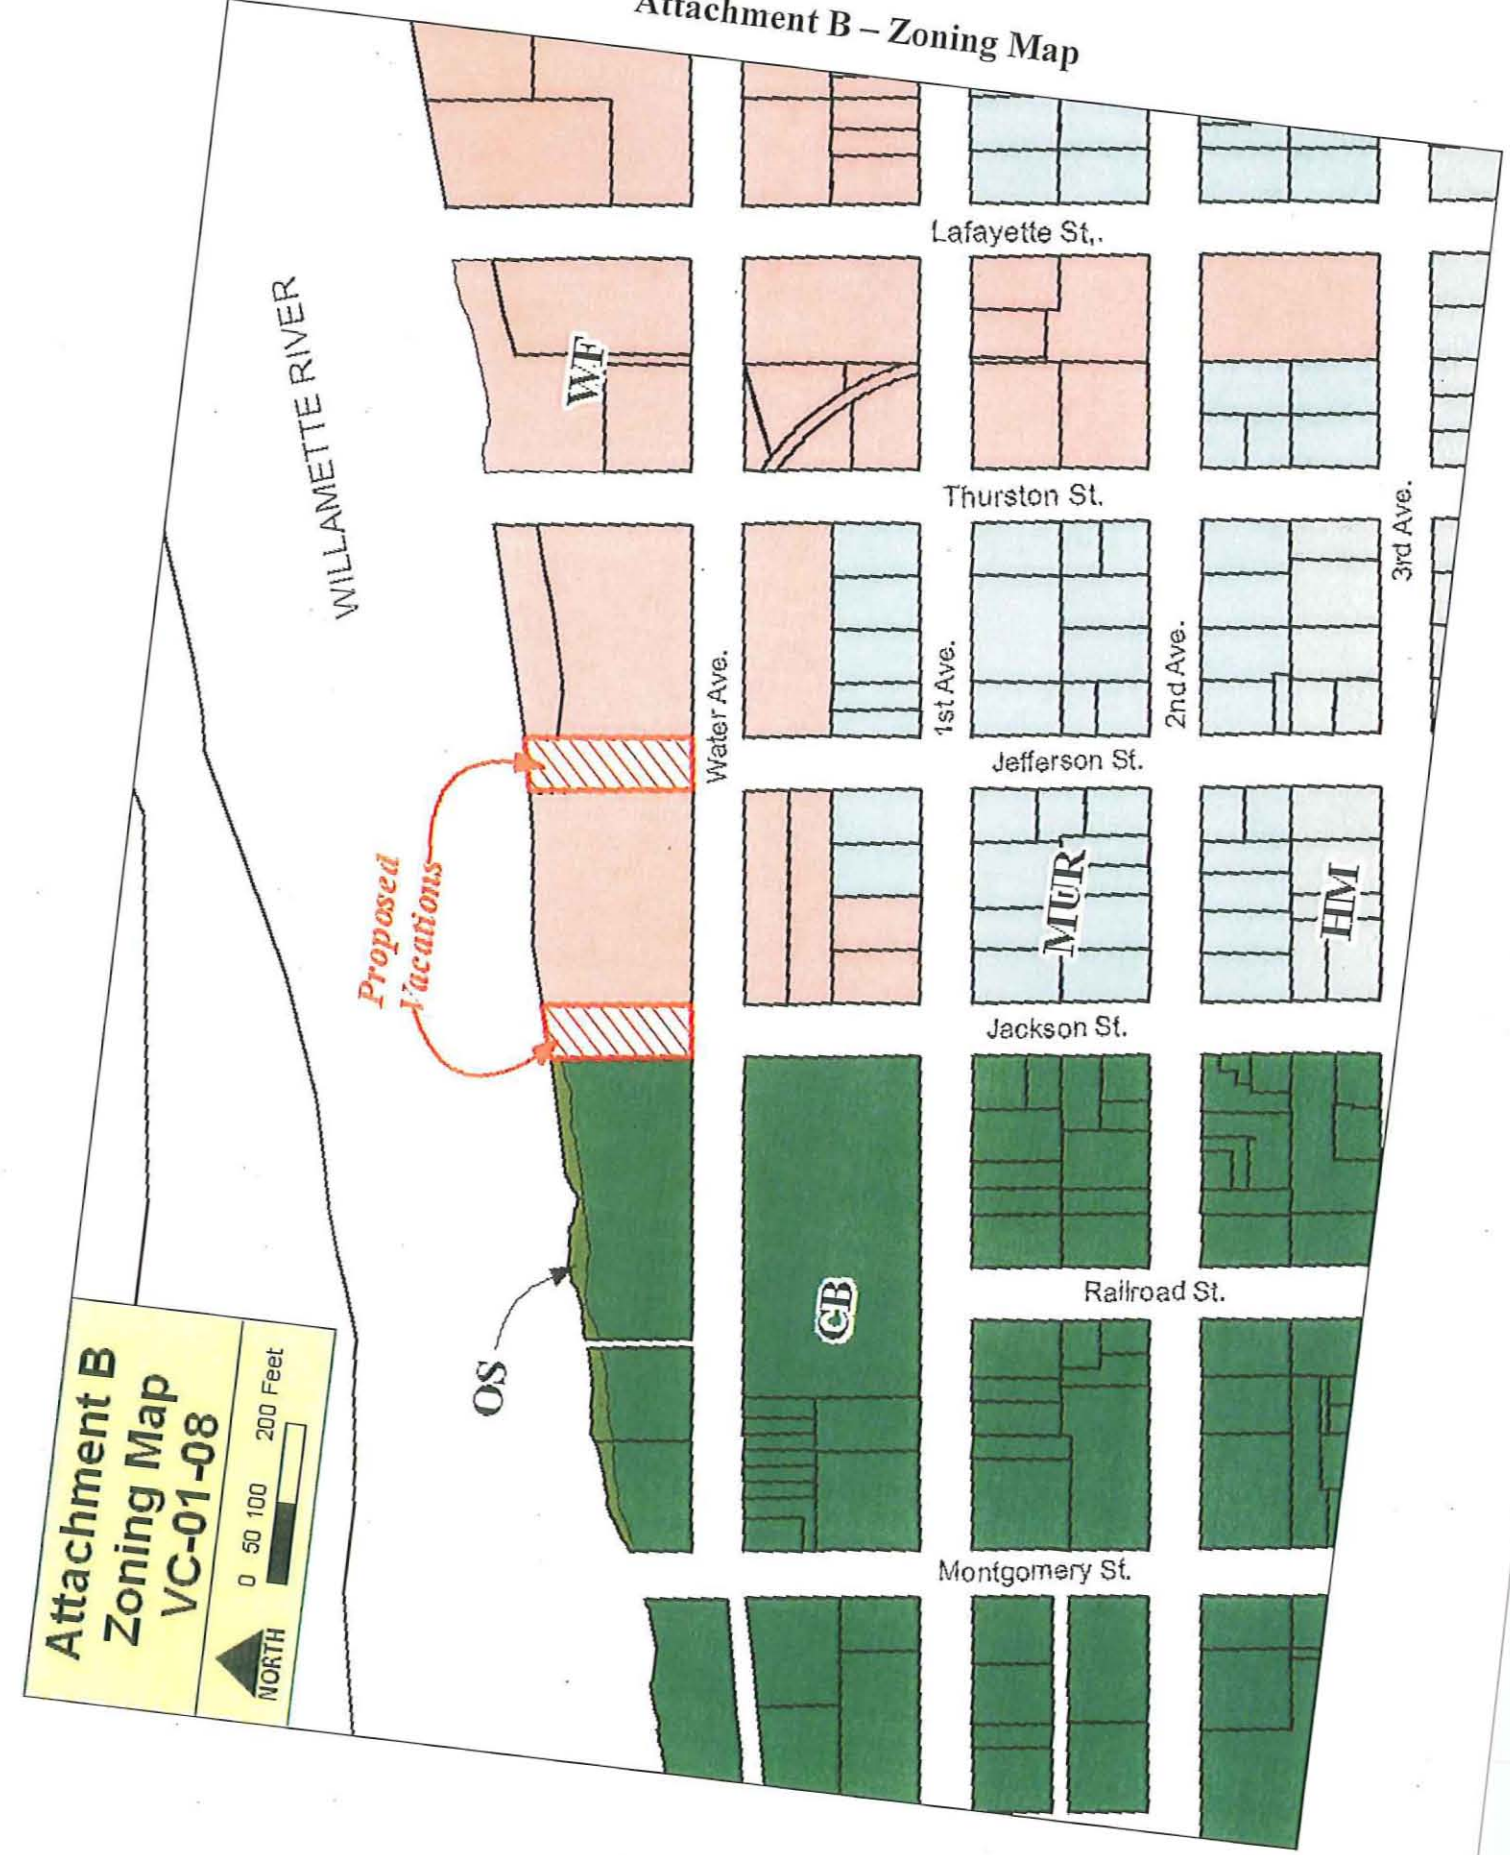 Attachment B – Zoning Map
WILLAMETTE RIVER
Lafayette St,.
WF
Thurston St.
3rd Ave.
Water Ave.
1st Ave.
2nd Ave.
Jefferson St.
Proposed
Vacations
MUR
HM
Jackson St.
OS
CB
Railroad St.
Montgomery St.
Attachment B
Zoning Map
VC-01-08
0 50 100 200 Feet
NORTH